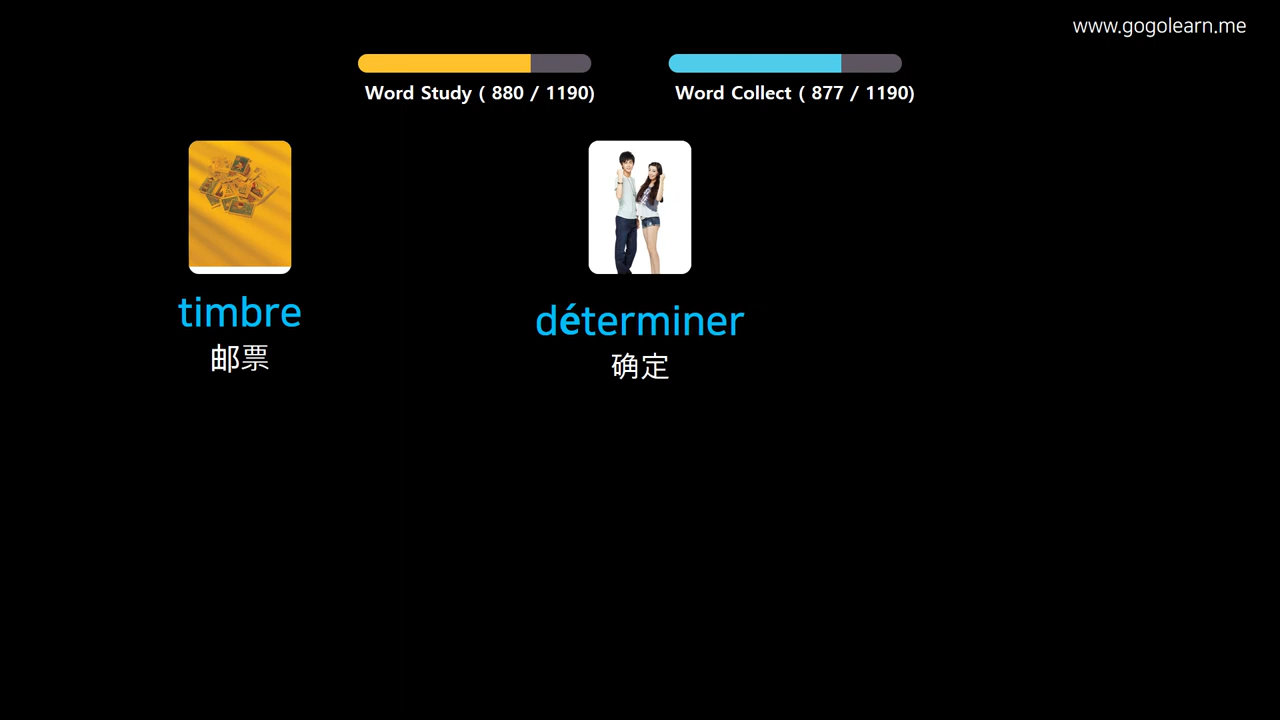 www.gogolearn.me
Word Study ( 880 / 1190)
Word Collect ( 877 / 1190)
timbre
邮票
déterminer
确定